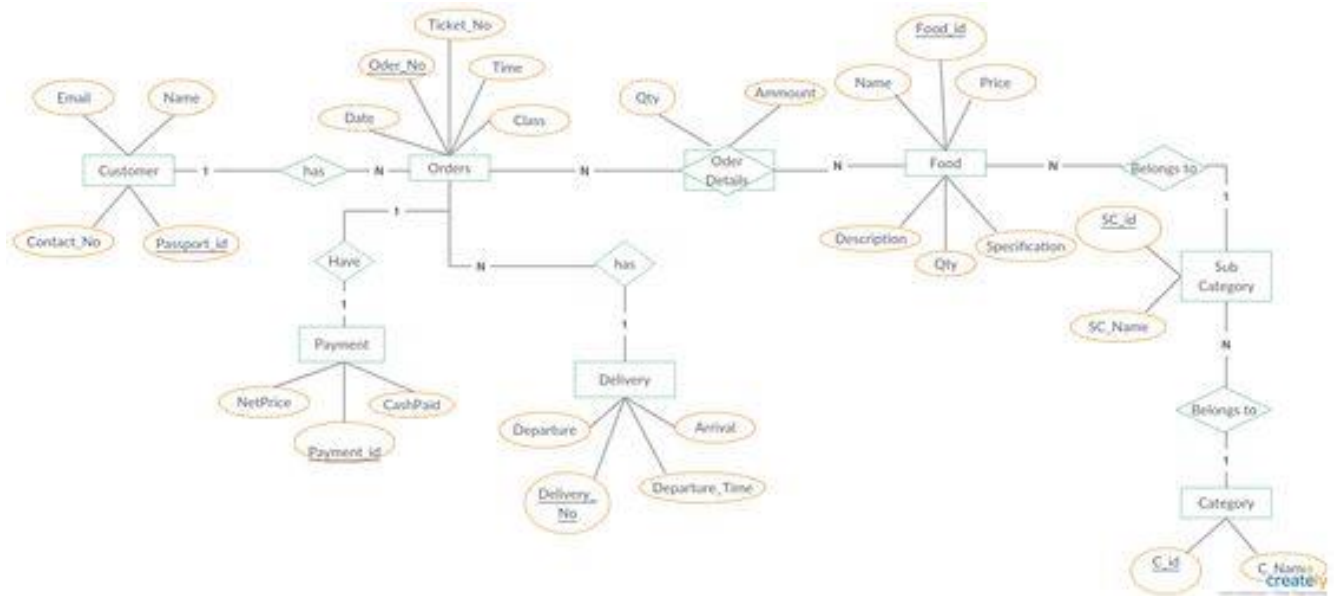 Ticket_No
Food_id
Oder_No
Time
Email
Name
Name
Price
Qty
Ammount
Date
Class
Customer
1
has
N
Orders
N
Oder
Details
N
Food
N
Belongs to
1
1
SC_id
Contact_No
Passport_id
Description
Specification
Qty
Have
N
has
Sub
Category
1
1
SC_Name
Payment
N
Delivery
NetPrice
CashPaid
Departure
Arrival
Belongs to
Payment_id
1
Delivery_
No
Departure_Time
Category
C_id
C_Name
creately